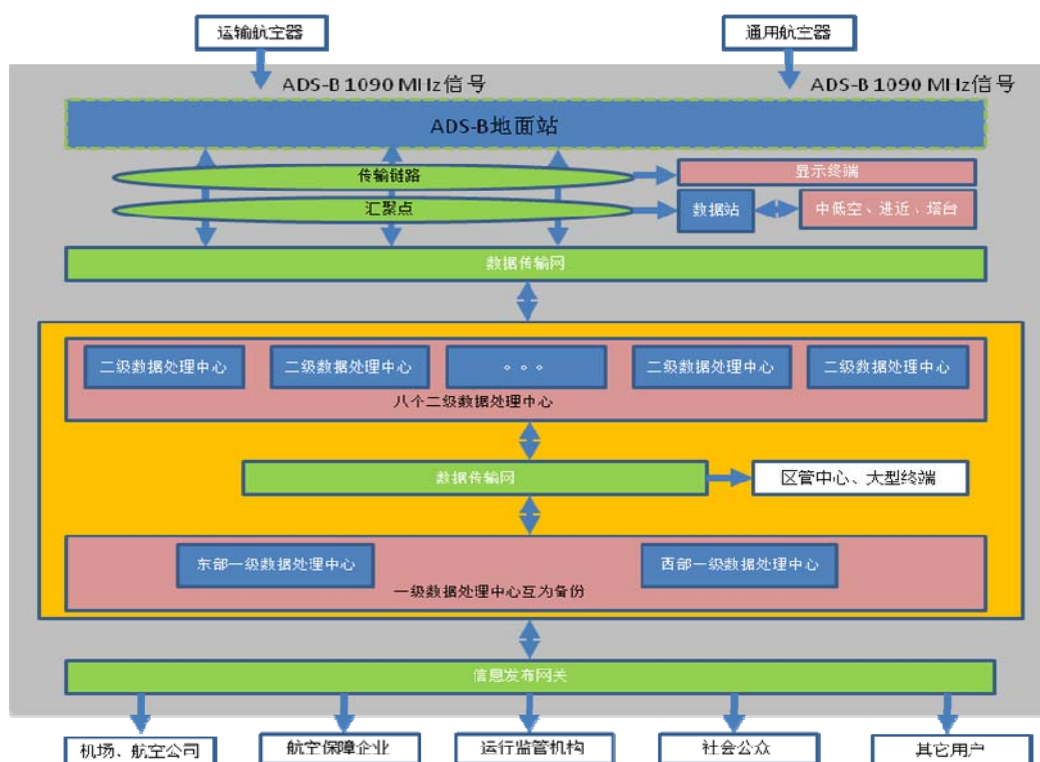 运输航空器
通用航空器
ADS-B 1090 MHz信号
ADS-B 1090 MHz信号
ADS-B地面站
传输链路
显示终端
汇聚点
数据站
中低空、进近、塔台
数据传输网
二级数据处理中心
二级数据处理中心
。。。
二级数据处理中心
二级数据处理中心
八个二级数据处理中心
数据传输网
区管中心、大型终端
东部一级数据处理中心
西部一级数据处理中心
一级数据处理中心互为备份
信息发布网关
机场、航空公司
航空保障企业
运行监管机构
社会公众
其它用户